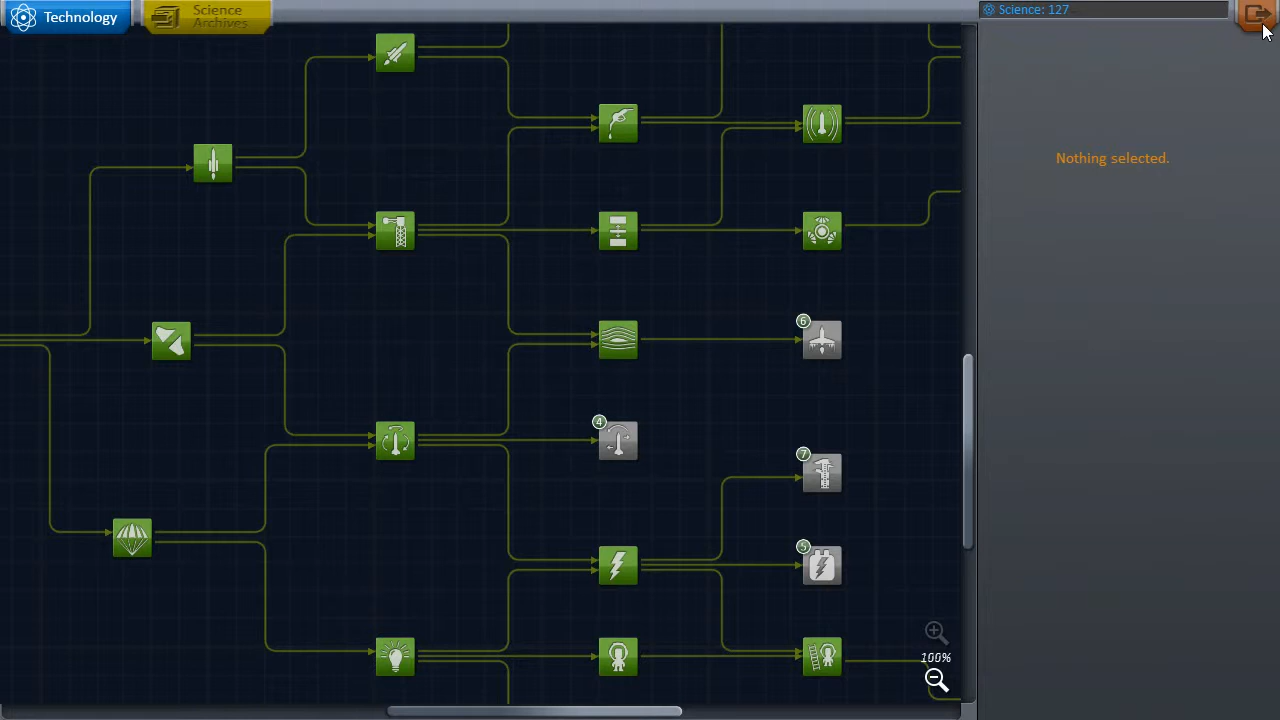 Technology
Science
Archives
Science: 127
Nothing selected.
6
4
7
5
100%